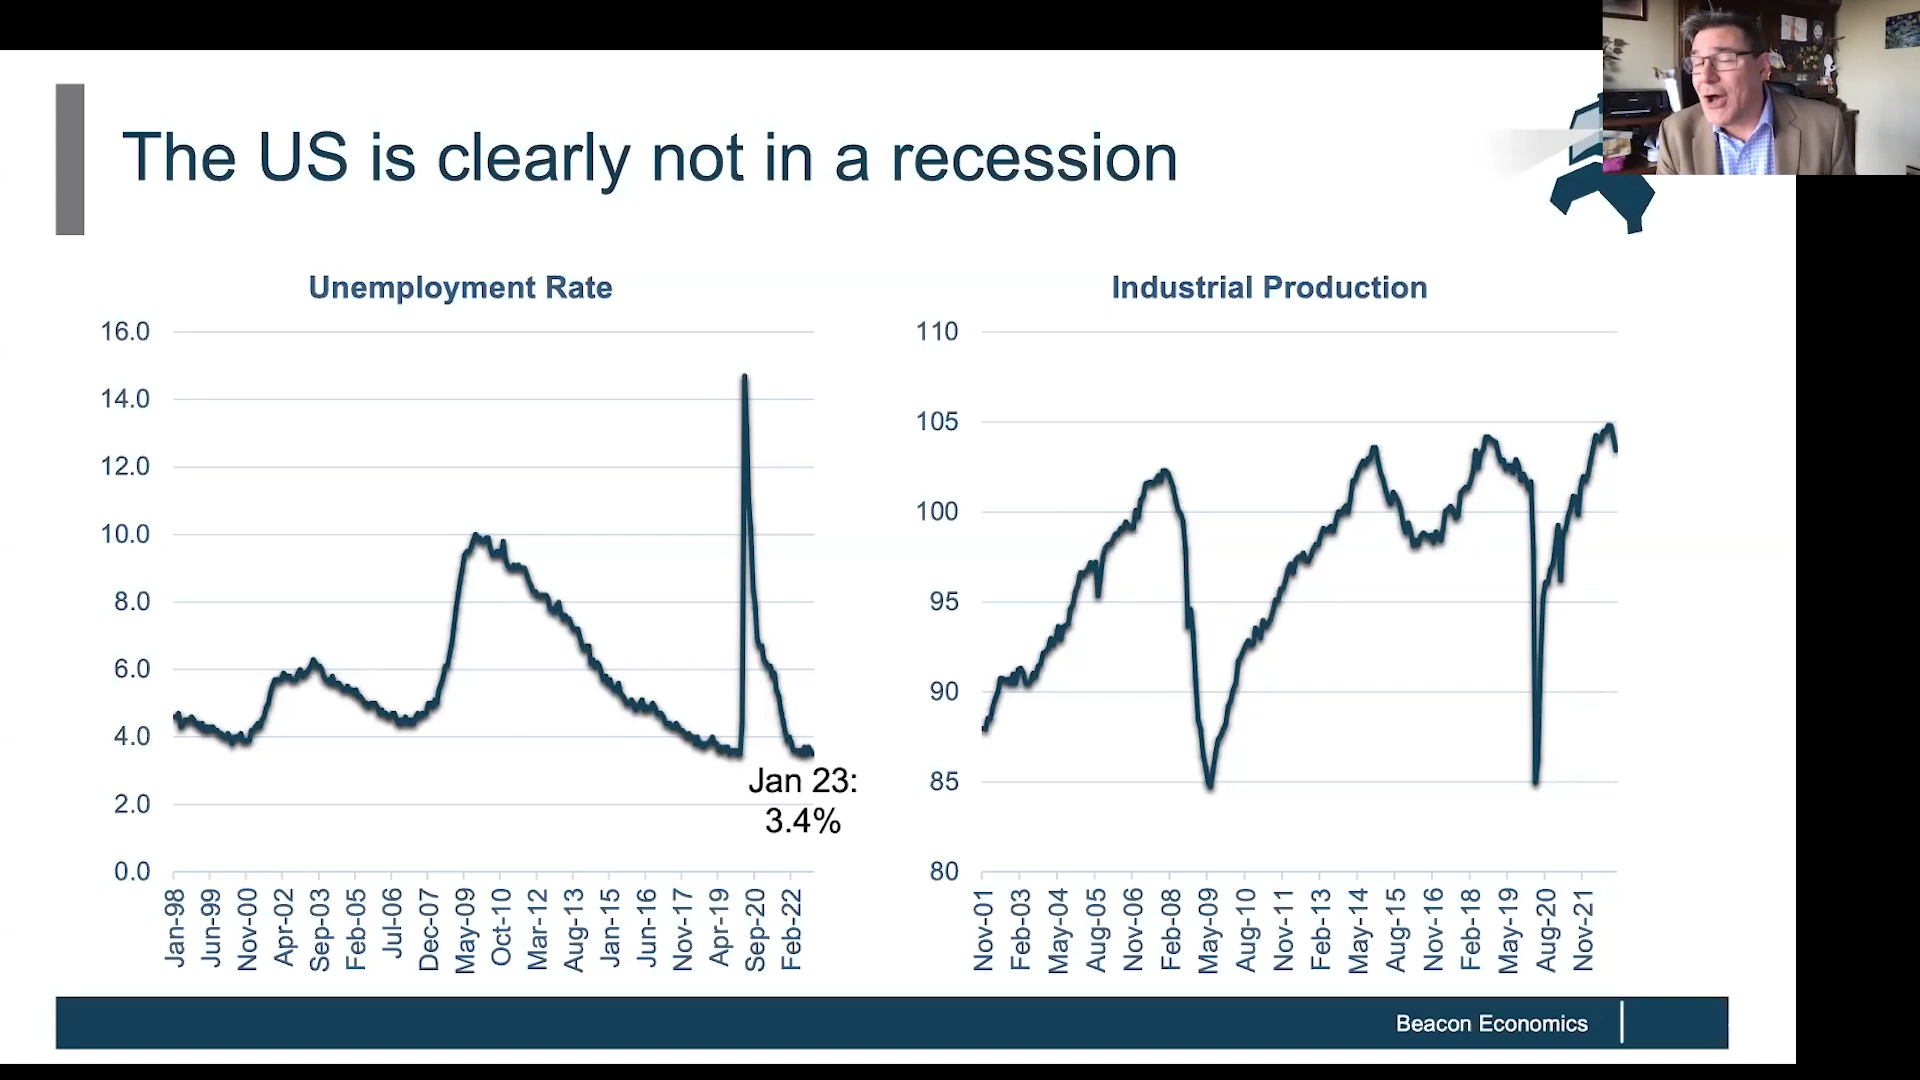 The US is clearly not in a recession
Unemployment Rate
16.0
14.0
12.0
10.0
8.0
6.0
4.0
2.0
0.0
Jan 23:
3.4%
Jan-98
Jun-99
Nov-00
Apr-02
Sep-03
Feb-05
Jul-06
Dec-07
May-09
Oct-10
Mar-12
Aug-13
Jan-15
Jun-16
Nov-17
Apr-19
Sep-20
Feb-22
Industrial Production
110
105
100
95
90
85
80
Nov-01
Feb-03
May-04
Aug-05
Nov-06
Feb-08
May-09
Aug-10
Nov-11
Feb-13
May-14
Aug-15
Nov-16
Feb-18
May-19
Aug-20
Nov-21
Beacon Economics